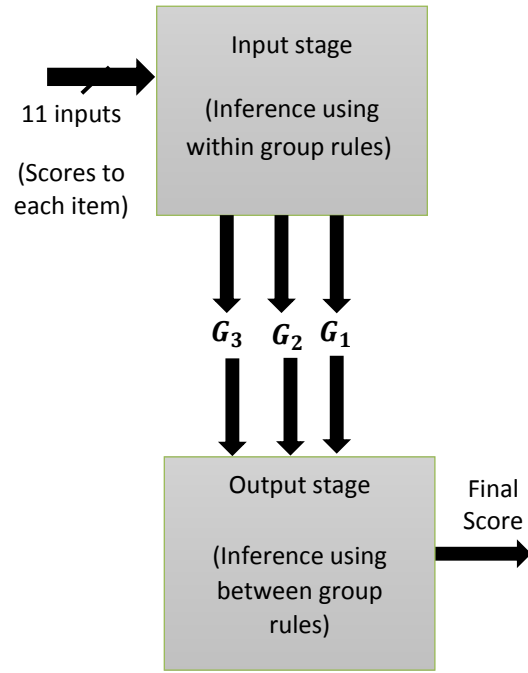 Input stage
(Inference using
within group rules)
11 inputs
(Scores to
each item)
G₃ G₂ G₁
Output stage
(Inference using
between group
rules)
Final
Score